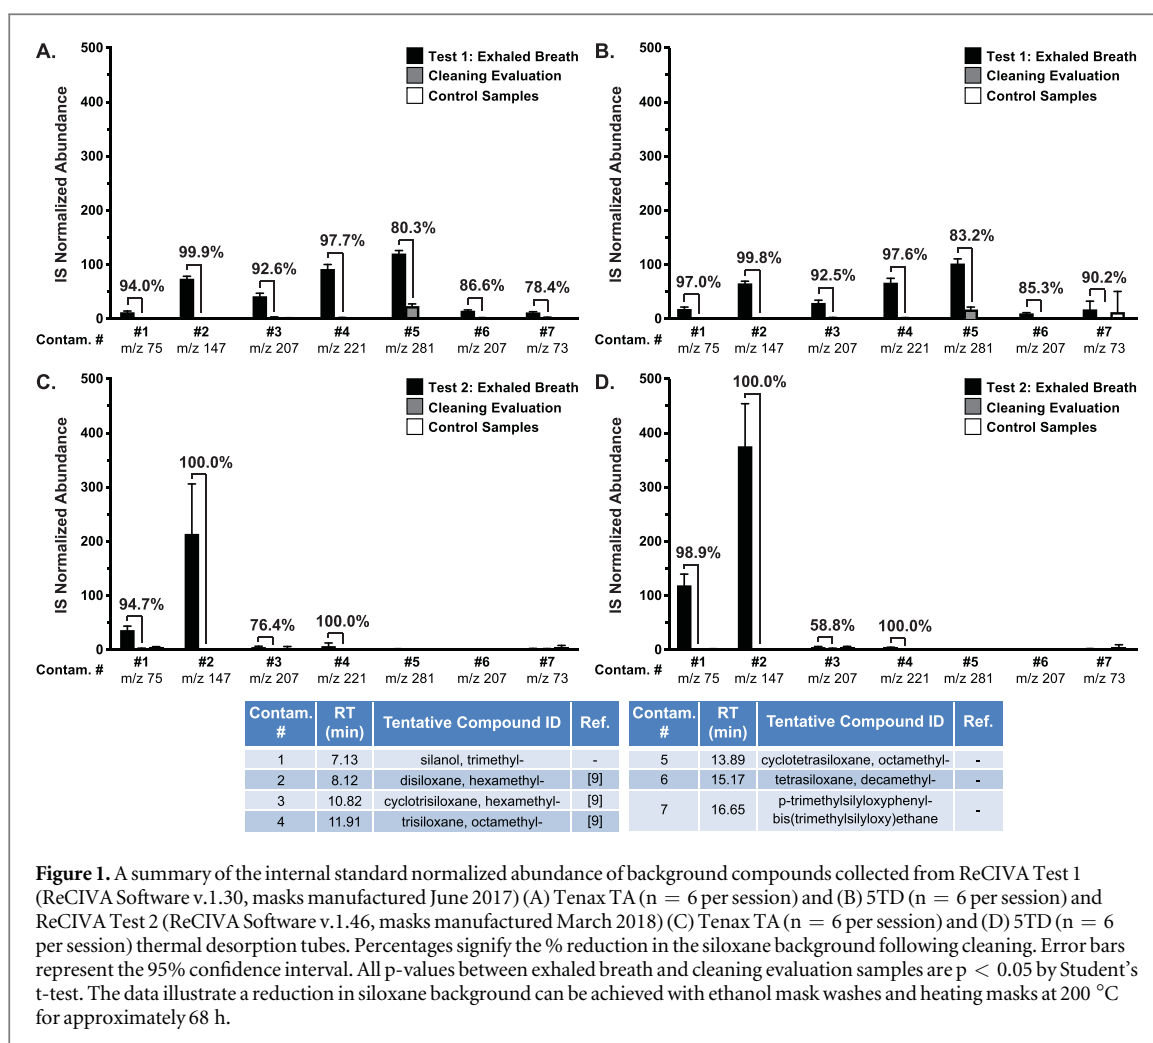 A.
500
400
300
200
100
0
IS Normalized Abundance
Test 1: Exhaled Breath
Cleaning Evaluation
Control Samples
94.0%
99.9%
92.6%
97.7%
80.3%
86.6%
78.4%
Contam. #
#1 #2 #3 #4 #5 #6 #7
m/z 75 m/z 147 m/z 207 m/z 221 m/z 281 m/z 207 m/z 73
B.
500
400
300
200
100
0
IS Normalized Abundance
Test 1: Exhaled Breath
Cleaning Evaluation
Control Samples
97.0%
99.8%
92.5%
97.6%
83.2%
85.3%
90.2%
Contam. #
#1 #2 #3 #4 #5 #6 #7
m/z 75 m/z 147 m/z 207 m/z 221 m/z 281 m/z 207 m/z 73
C.
500
400
300
200
100
0
IS Normalized Abundance
Test 2: Exhaled Breath
Cleaning Evaluation
Control Samples
94.7%
100.0%
76.4%
100.0%
Contam. #
#1 #2 #3 #4 #5 #6 #7
m/z 75 m/z 147 m/z 207 m/z 221 m/z 281 m/z 207 m/z 73
D.
500
400
300
200
100
0
IS Normalized Abundance
Test 2: Exhaled Breath
Cleaning Evaluation
Control Samples
98.9%
100.0%
58.8%
100.0%
Contam. #
#1 #2 #3 #4 #5 #6 #7
m/z 75 m/z 147 m/z 207 m/z 221 m/z 281 m/z 207 m/z 73
Contam. # RT (min) Tentative Compound ID Ref.
1 7.13 silanol, trimethyl- -
2 8.12 disiloxane, hexamethyl- [9]
3 10.82 cyclotrisiloxane, hexamethyl- [9]
4 11.91 trisiloxane, octamethyl- [9]
Contam. # RT (min) Tentative Compound ID Ref.
5 13.89 cyclotetrasiloxane, octamethyl- -
6 15.17 tetrasiloxane, decamethyl- -
7 16.65 p-trimethylsilyloxyphenyl-
bis(trimethylsilyloxy)ethane -
Figure 1. A summary of the internal standard normalized abundance of background compounds collected from ReCIVA Test 1
(ReCIVA Software v.1.30, masks manufactured June 2017) (A) Tenax TA (n = 6 per session) and (B) 5TD (n = 6 per session) and
ReCIVA Test 2 (ReCIVA Software v.1.46, masks manufactured March 2018) (C) Tenax TA (n = 6 per session) and (D) 5TD (n = 6
per session) thermal desorption tubes. Percentages signify the % reduction in the siloxane background following cleaning. Error bars
represent the 95% confidence interval. All p-values between exhaled breath and cleaning evaluation samples are p < 0.05 by Student's
t-test. The data illustrate a reduction in siloxane background can be achieved with ethanol mask washes and heating masks at 200 °C
for approximately 68 h.